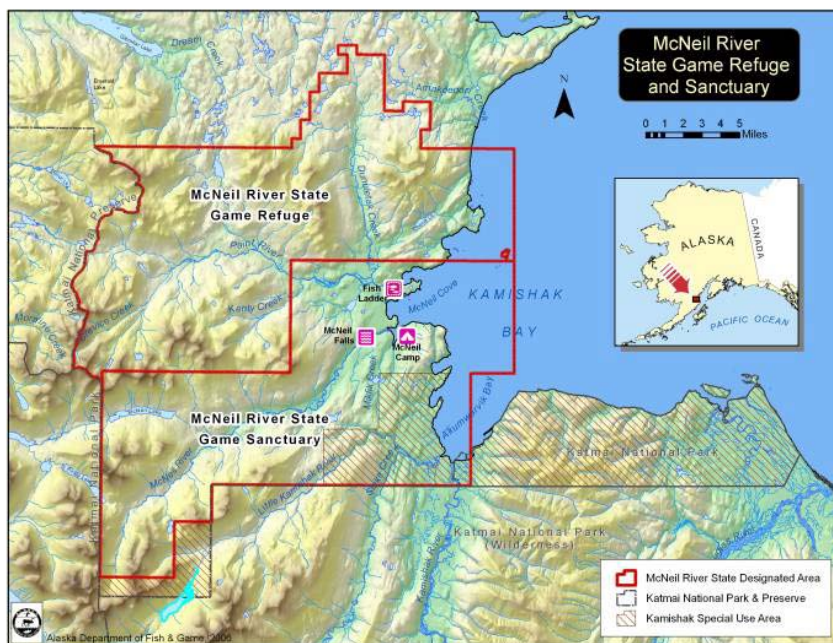 McNeil River
State Game Refuge
and Sanctuary
N
0 1 2 3 4 5
Miles
Dream Creek
Amakdedori Creek
McNeil River State
Game Refuge
Katmai National Preserve
Paint River
Kenty Creek
Fish
Ladder
McNeil Cove
KAMISHAK
BAY
ALASKA
CANADA
PACIFIC OCEAN
McNeil
Falls
McNeil
Camp
Mikfik Creek
Akumwarvik Bay
McNeil River State
Game Sanctuary
McNeil River
Little Kamishak River
Katmai National Park
Katmai National Park
Katmai National Park
(Wilderness)
Kamishak River
McNeil River State Designated Area
Katmai National Park & Preserve
Kamishak Special Use Area
Alaska Department of Fish & Game, 2006